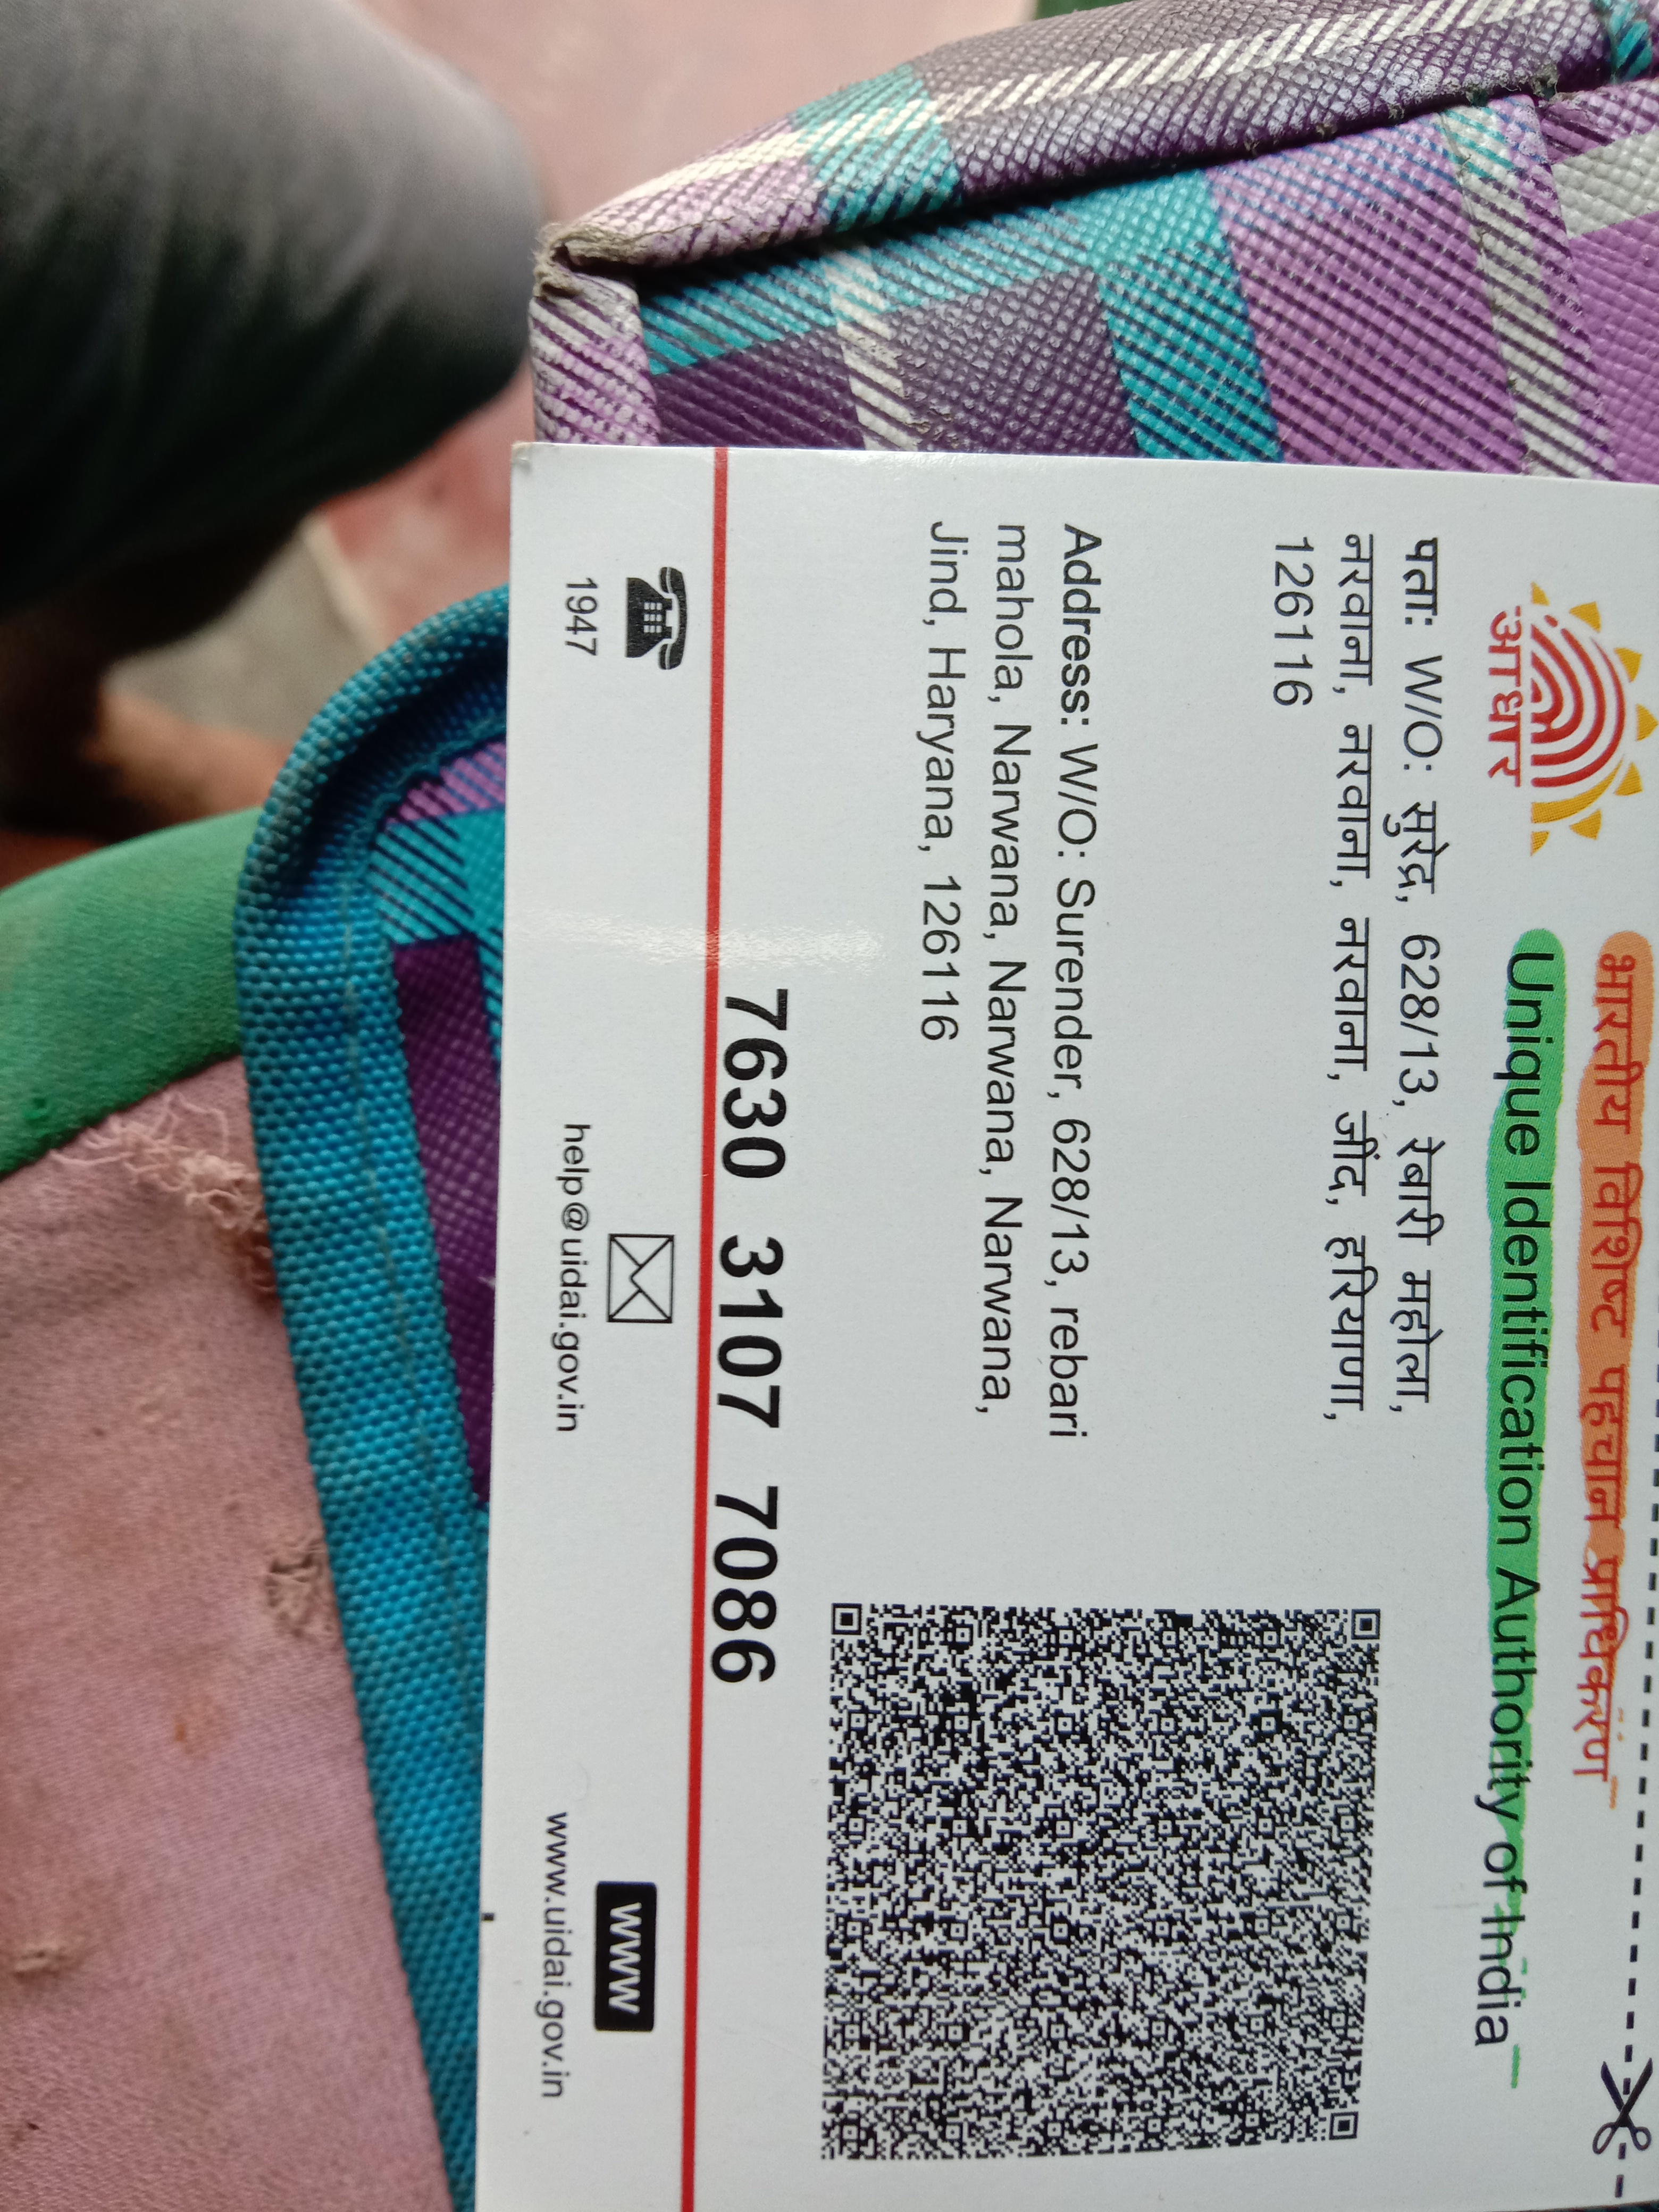 भारतीय विशिष्ट पहचान प्राधिकरण
Unique Identification Authority of India
आधार
पता: W/O: सुरेद्र, 628/13, रेबारी महोला,
नरवाना, नरवाना, नरवाना, जींद, हरियाणा,
126116
Address: W/O: Surender, 628/13, rebari
mahola, Narwana, Narwana, Narwana,
Jind, Haryana, 126116
7630 3107 7086
1947
help@uidai.gov.in
www
www.uidai.gov.in